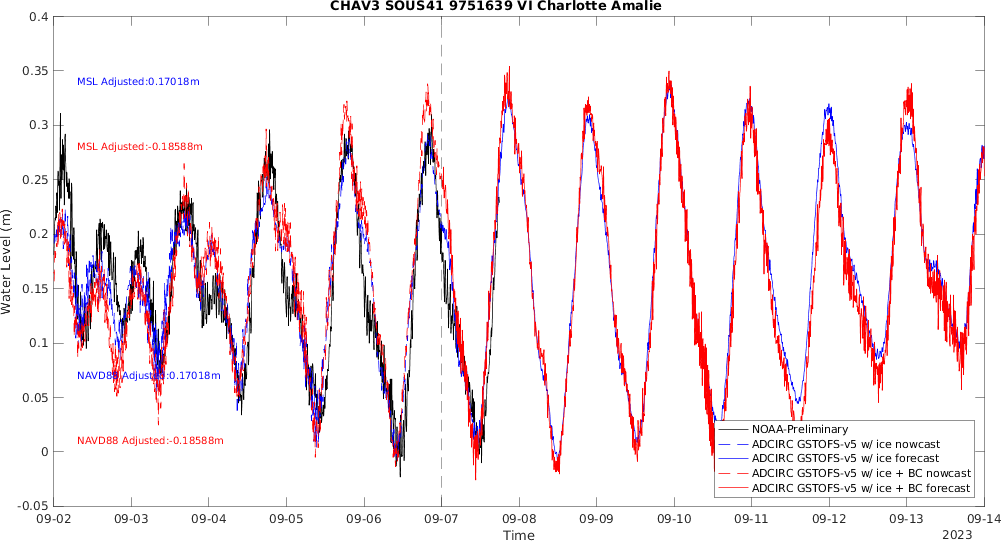 CHAV3 SOUS41 9751639 VI Charlotte Amalie
0.4
0.35
0.3
0.25
0.2
0.15
0.1
0.05
0
-0.05
Water Level (m)
MSL Adjusted:0.17018m
MSL Adjusted:-0.18588m
NAVD88 Adjusted:0.17018m
NAVD88 Adjusted:-0.18588m
NOAA-Preliminary
ADCIRC GSTOFS-v5 w/ ice nowcast
ADCIRC GSTOFS-v5 w/ ice forecast
ADCIRC GSTOFS-v5 w/ ice + BC nowcast
ADCIRC GSTOFS-v5 w/ ice + BC forecast
09-02 09-03 09-04 09-05 09-06 09-07 09-08 09-09 09-10 09-11 09-12 09-13 09-14
Time
2023